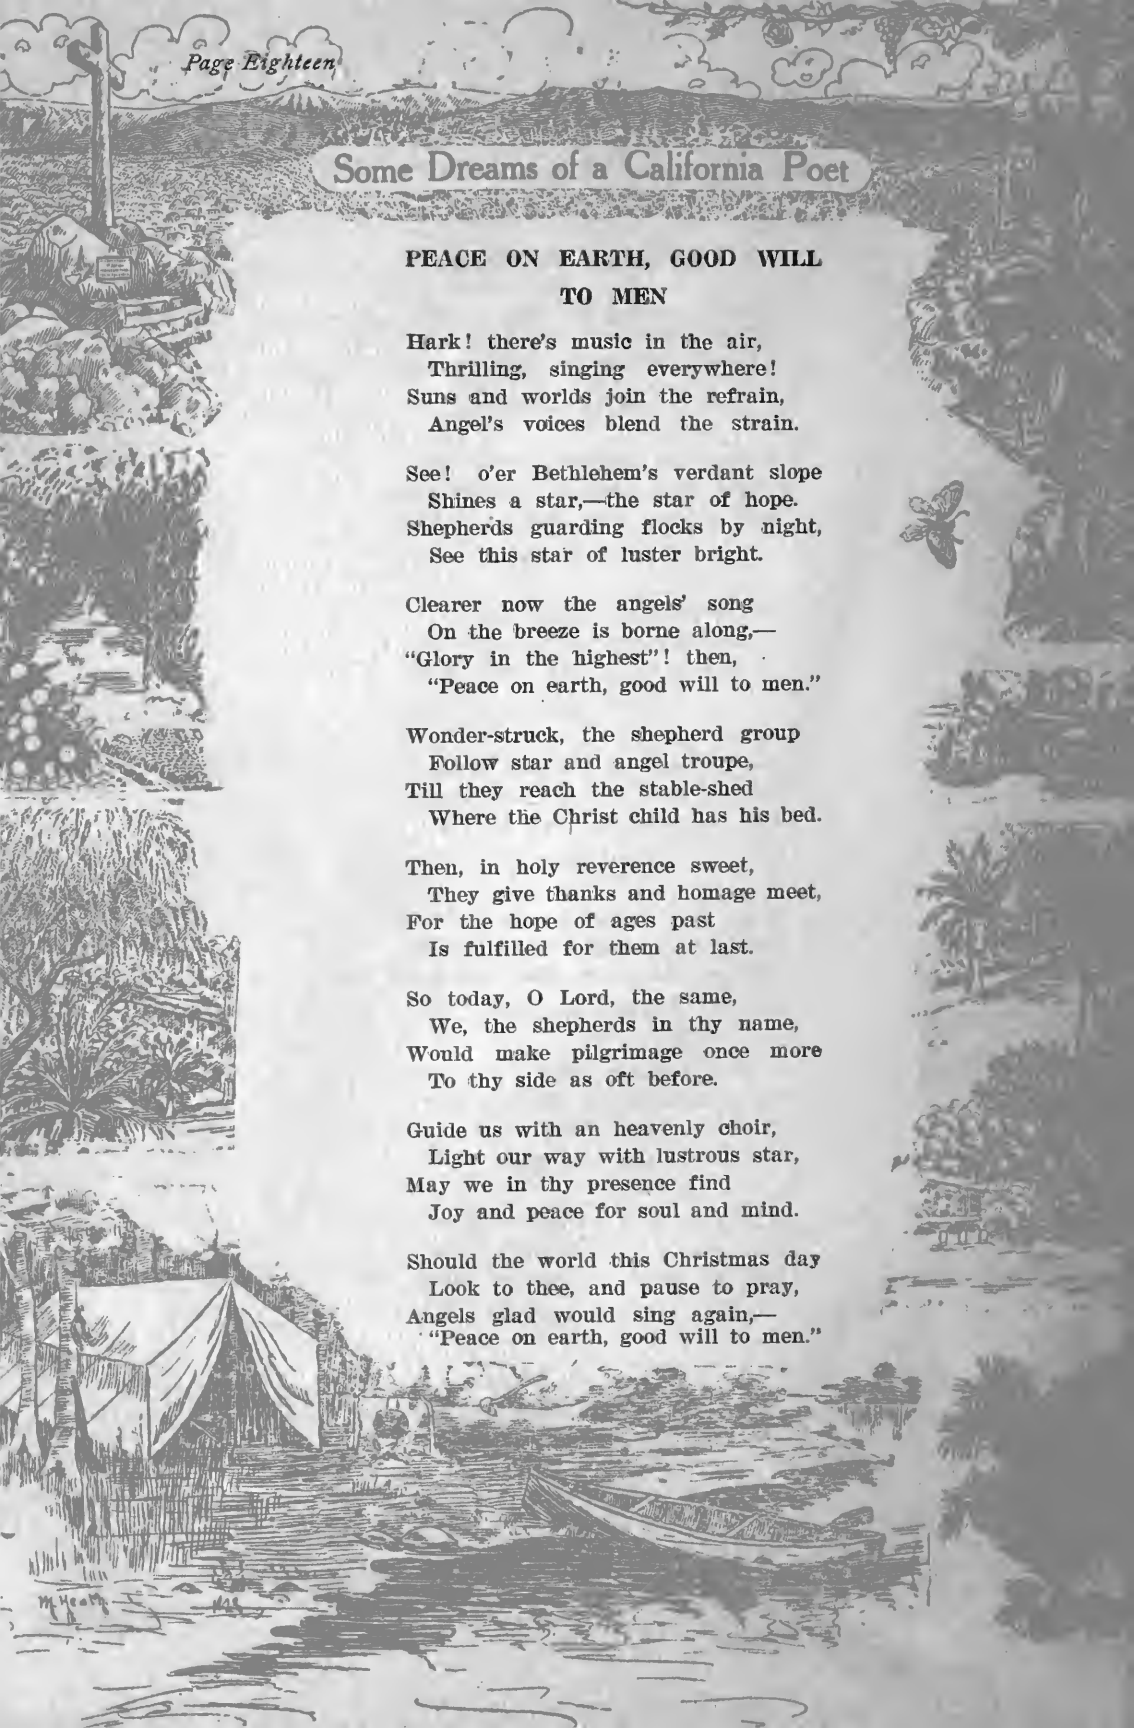 Page Eighteen
Some Dreams of a California Poet
PEACE ON EARTH, GOOD WILL
TO MEN
Hark! there's music in the air,
Thrilling, singing everywhere!
Suns and worlds join the refrain,
Angel's voices blend the strain.
See! o'er Bethlehem's verdant slope
Shines a star,—the star of hope.
Shepherds guarding flocks by night,
See this star of luster bright.
Clearer now the angels' song
On the breeze is borne along,—
"Glory in the highest"! then,
"Peace on earth, good will to men."
Wonder-struck, the shepherd group
Follow star and angel troupe,
Till they reach the stable-shed
Where the Christ child has his bed.
Then, in holy reverence sweet,
They give thanks and homage meet,
For the hope of ages past
Is fulfilled for them at last.
So today, O Lord, the same,
We, the shepherds in thy name,
Would make pilgrimage once more
To thy side as oft before.
Guide us with an heavenly choir,
Light our way with lustrous star,
May we in thy presence find
Joy and peace for soul and mind.
Should the world this Christmas day
Look to thee, and pause to pray,
Angels glad would sing again,—
"Peace on earth, good will to men."